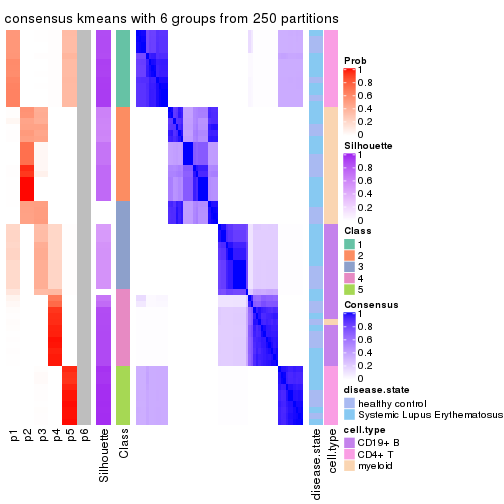 consensus kmeans with 6 groups from 250 partitions
Prob
1
0.8
0.6
0.4
0.2
0
Silhouette
1
0.8
0.6
0.4
0.2
0
Class
1
2
3
4
5
Consensus
1
0.8
0.6
0.4
0.2
0
disease.state
healthy control
Systemic Lupus Erythematosus
cell.type
CD19+ B
CD4+ T
myeloid
p1
p2
p3
p4
p5
p6
Silhouette
Class
disease.state
cell.type